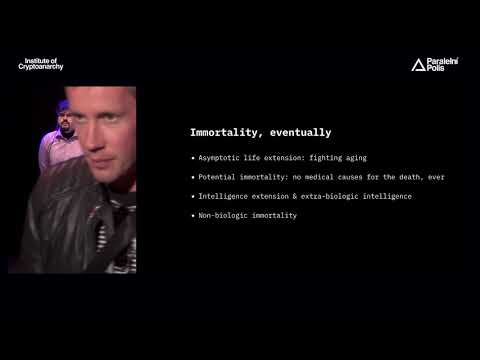 Institute of
Cryptoanarchy
Paralelní
Polis
Immortality, eventually
Asymptotic life extension: fighting aging
Potential immortality: no medical causes for the death, ever
Intelligence extension & extra-biologic intelligence
Non-biologic immortality